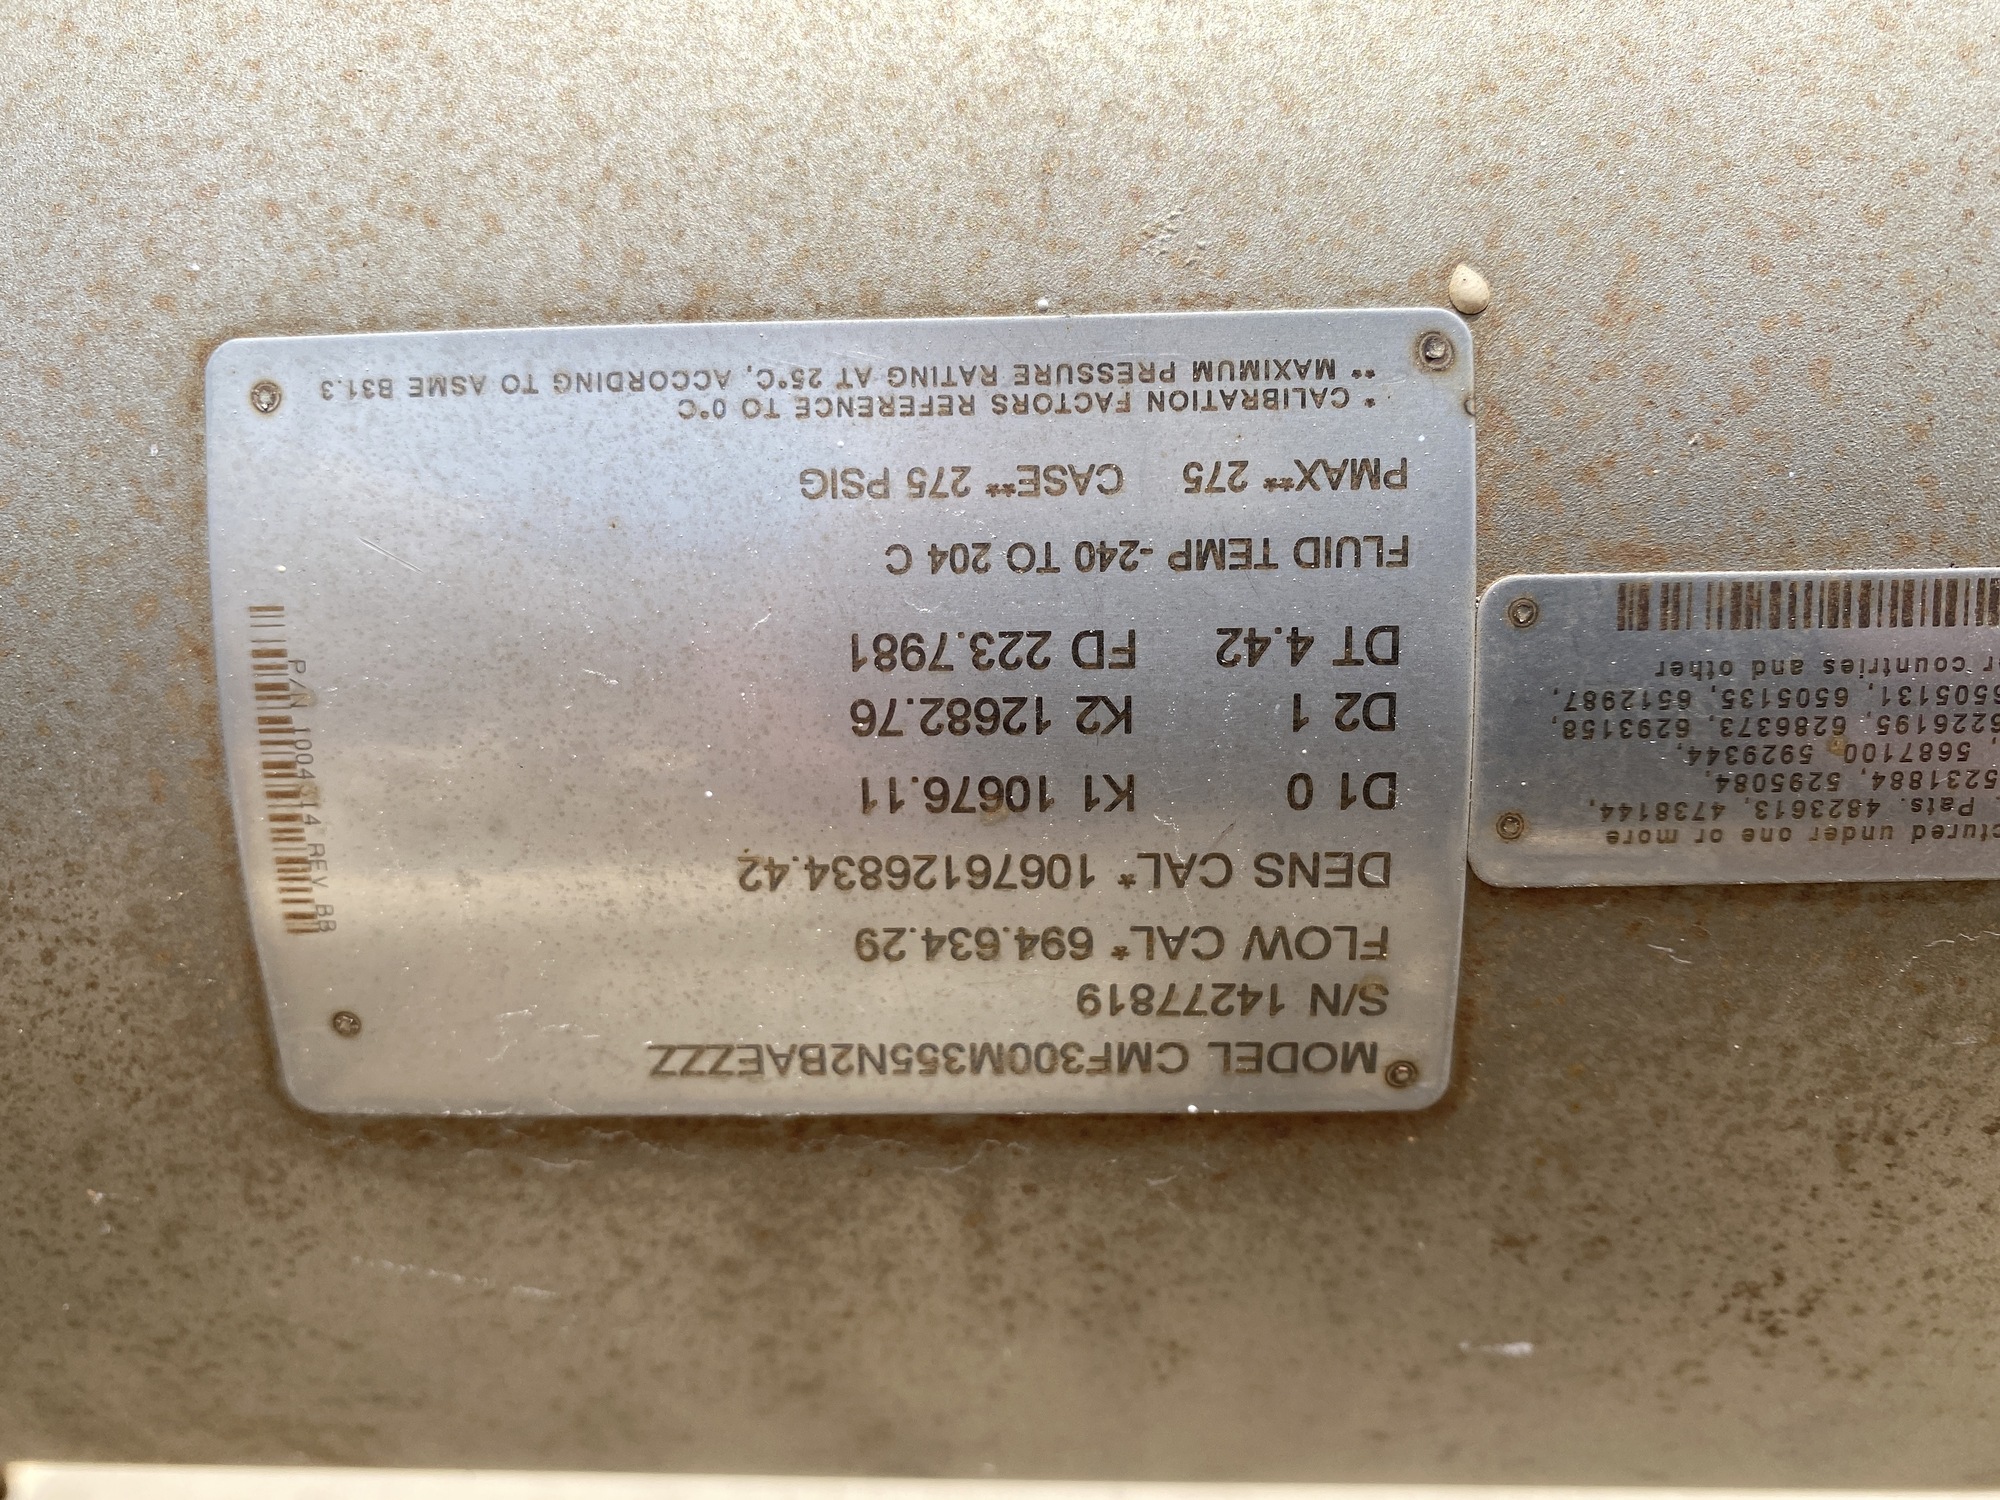 MODEL CMF300M355N2BAEZZZ
S/N 14277819
FLOW CAL* 694.634.29
DENS CAL* 10676126834.42
D1 0 K1 10676.11
D2 1 K2 12682.76
DT 4.42 FD 223.7981
FLUID TEMP -240 TO 204 C
PMAX** 275 CASE** 275 PSIG
* CALIBRATION FACTORS REFERENCE TO 0°C
** MAXIMUM PRESSURE RATING AT 25°C, ACCORDING TO ASME B31.3
REV BB
under one or more
Pats. 4823613, 4738144,
5231884, 5295084,
5687100, 5929344,
6226195, 6286373, 6293158,
6505131, 6505135, 6512987,
countries and other